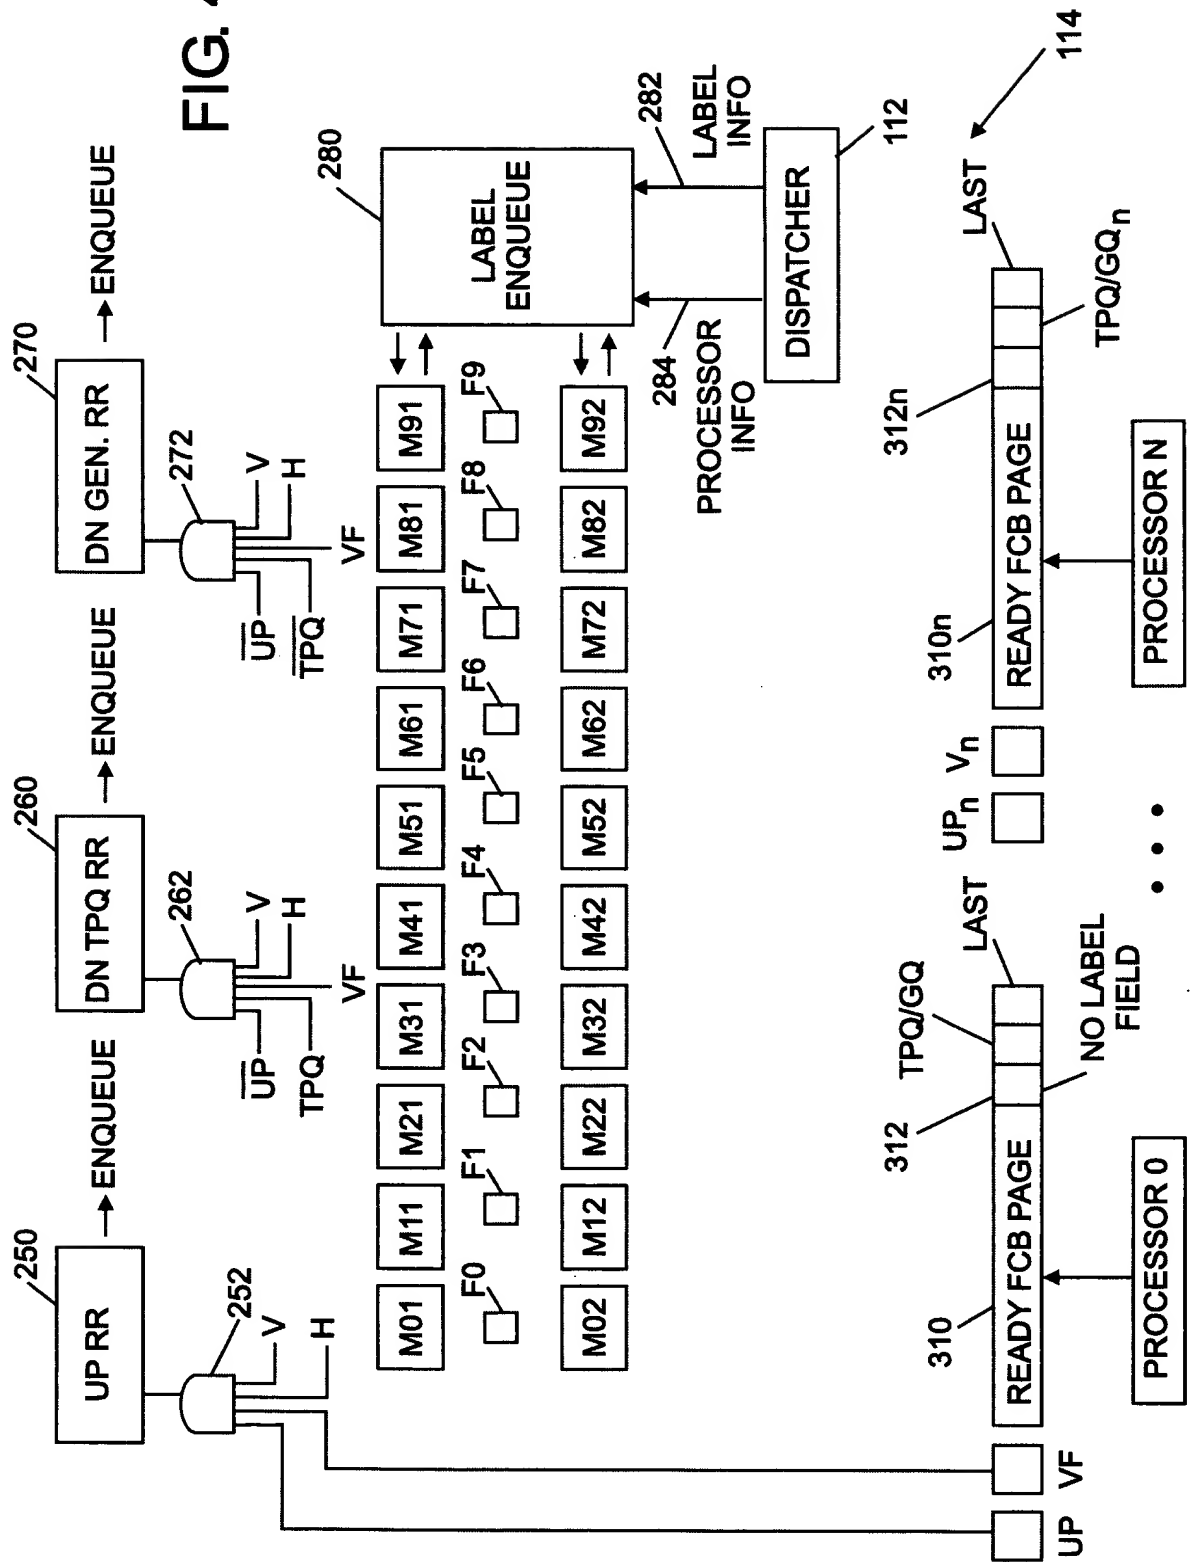 FIG. 4
250
UP RR
→ ENQUEUE
260
DN TPQ RR
→ ENQUEUE
270
DN GEN. RR
→ ENQUEUE
252
V
H
262
UP
TPQ
VF
V
H
272
UP
TPQ
VF
V
H
M01
M11
M21
M31
M41
M51
M61
M71
M81
M91
F0
F1
F2
F3
F4
F5
F6
F7
F8
F9
M02
M12
M22
M32
M42
M52
M62
M72
M82
M92
280
LABEL
ENQUEUE
284
PROCESSOR
INFO
282
LABEL
INFO
DISPATCHER
112
114
UP
VF
310
READY FCB PAGE
312
TPQ/GQ
LAST
NO LABEL
FIELD
PROCESSOR 0
• • •
UPn
Vn
310n
READY FCB PAGE
312n
LAST
TPQ/GQn
PROCESSOR N